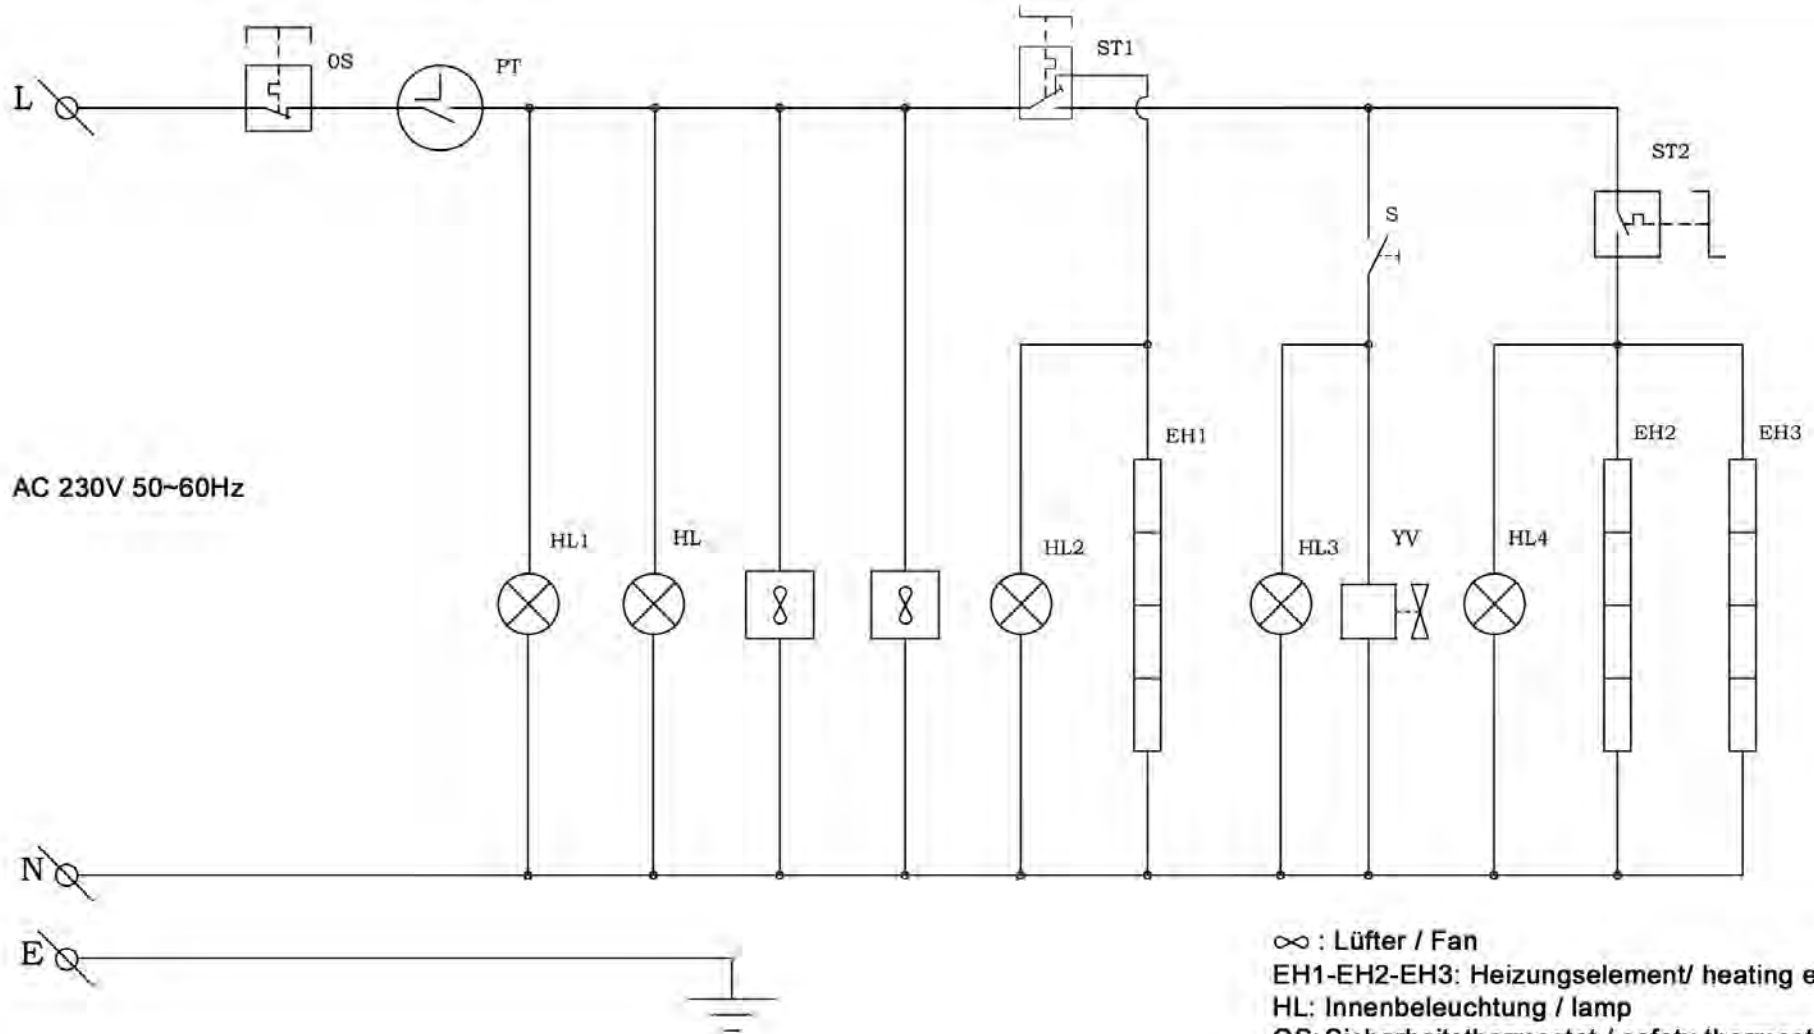 OS
PT
ST1
L
ST2
S
EH1
EH2
EH3
AC 230V 50~60Hz
HL1
HL
HL2
HL3
YV
HL4
N
E
: Lüfter / Fan
EH1-EH2-EH3: Heizungselement/ heating e
HL: Innenbeleuchtung / lamp